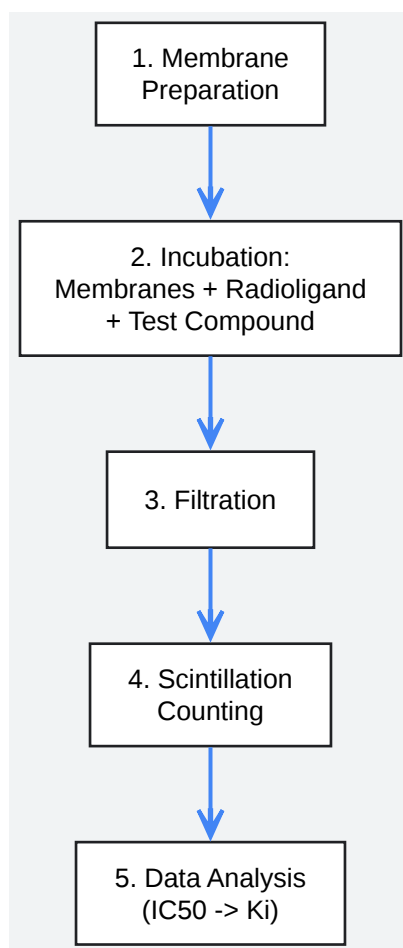 1. Membrane
Preparation
2. Incubation:
Membranes + Radioligand
+ Test Compound
3. Filtration
4. Scintillation
Counting
5. Data Analysis
(IC50 -> Ki)